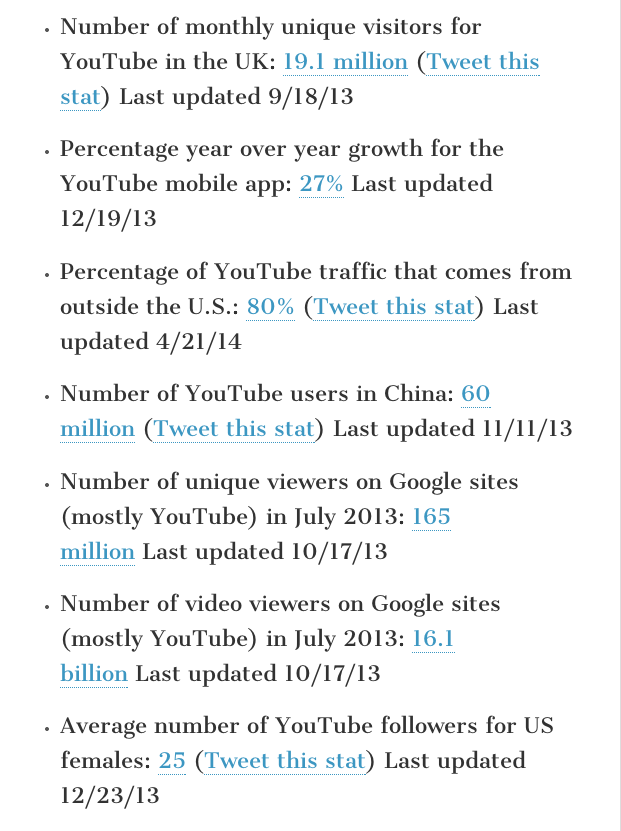 Number of monthly unique visitors for
YouTube in the UK: 19.1 million (Tweet this
stat) Last updated 9/18/13
Percentage year over year growth for the
YouTube mobile app: 27% Last updated
12/19/13
Percentage of YouTube traffic that comes from
outside the U.S.: 80% (Tweet this stat) Last
updated 4/21/14
Number of YouTube users in China: 60
million (Tweet this stat) Last updated 11/11/13
Number of unique viewers on Google sites
(mostly YouTube) in July 2013: 165
million Last updated 10/17/13
Number of video viewers on Google sites
(mostly YouTube) in July 2013: 16.1
billion Last updated 10/17/13
Average number of YouTube followers for US
females: 25 (Tweet this stat) Last updated
12/23/13